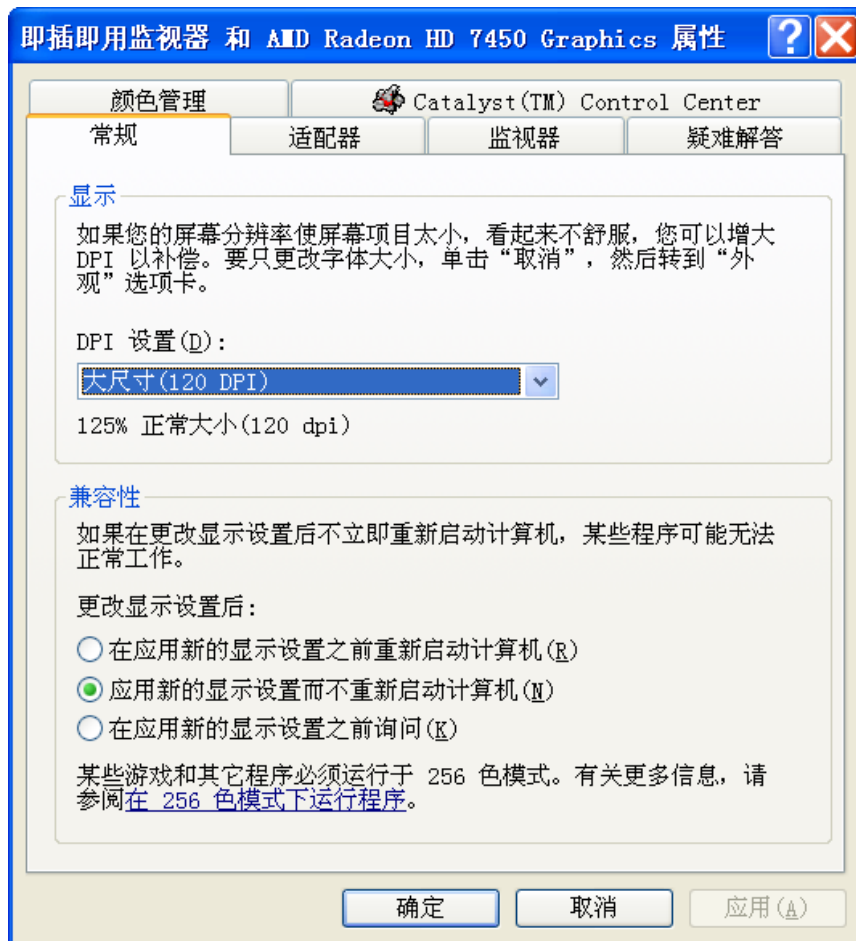 即插即用监视器 和 AMD Radeon HD 7450 Graphics 属性
颜色管理
Catalyst(TM) Control Center
常规
适配器
监视器
疑难解答
显示
如果您的屏幕分辨率使屏幕项目太小，看起来不舒服，您可以增大
DPI 以补偿。要只更改字体大小，单击“取消”，然后转到“外
观”选项卡。
DPI 设置(D):
大尺寸(120 DPI)
125% 正常大小(120 dpi)
兼容性
如果在更改显示设置后不立即重新启动计算机，某些程序可能无法
正常工作。
更改显示设置后:
在应用新的显示设置之前重新启动计算机(R)
应用新的显示设置而不重新启动计算机(N)
在应用新的显示设置之前询问(K)
某些游戏和其它程序必须运行于 256 色模式。有关更多信息，请
参阅在 256 色模式下运行程序。
确定
取消
应用(A)